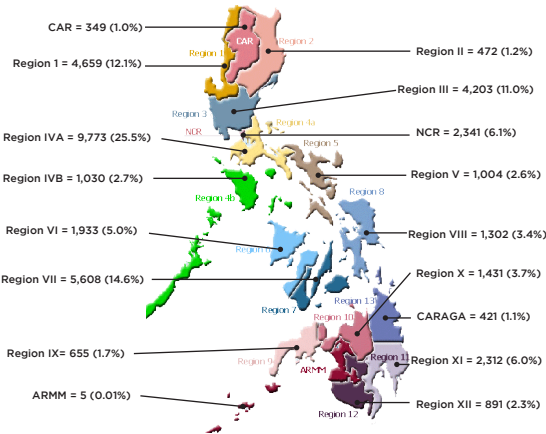 CAR = 349 (1.0%)
CAR
Region 2
Region 1
Region II = 472 (1.2%)
Region 1 = 4,659 (12.1%)
Region III = 4,203 (11.0%)
Region 3
Region 4a
NCR
NCR = 2,341 (6.1%)
Region IVA = 9,773 (25.5%)
Region 5
Region V = 1,004 (2.6%)
Region IVB = 1,030 (2.7%)
Region 4b
Region 8
Region VI = 1,933 (5.0%)
Region VIII = 1,302 (3.4%)
Region 6
Region VII = 5,608 (14.6%)
Region X = 1,431 (3.7%)
Region 13
Region 7
Region 10
CARAGA = 421 (1.1%)
Region IX= 655 (1.7%)
Region 9
Region 11
Region XI = 2,312 (6.0%)
ARMM
ARMM = 5 (0.01%)
Region 12
Region XII = 891 (2.3%)